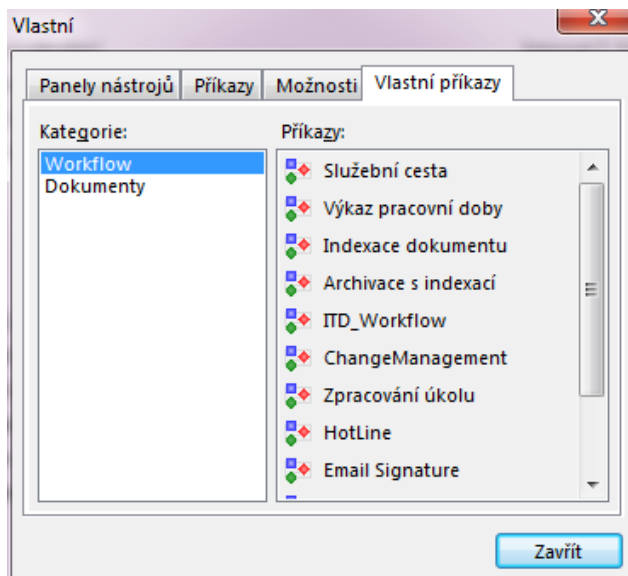 Vlastní
Panely nástrojů
Příkazy
Možnosti
Vlastní příkazy
Kategorie:
Workflow
Dokumenty
Příkazy:
Služební cesta
Výkaz pracovní doby
Indexace dokumentu
Archivace s indexací
ITD_Workflow
ChangeManagement
Zpracování úkolu
HotLine
Email Signature
Zavřít